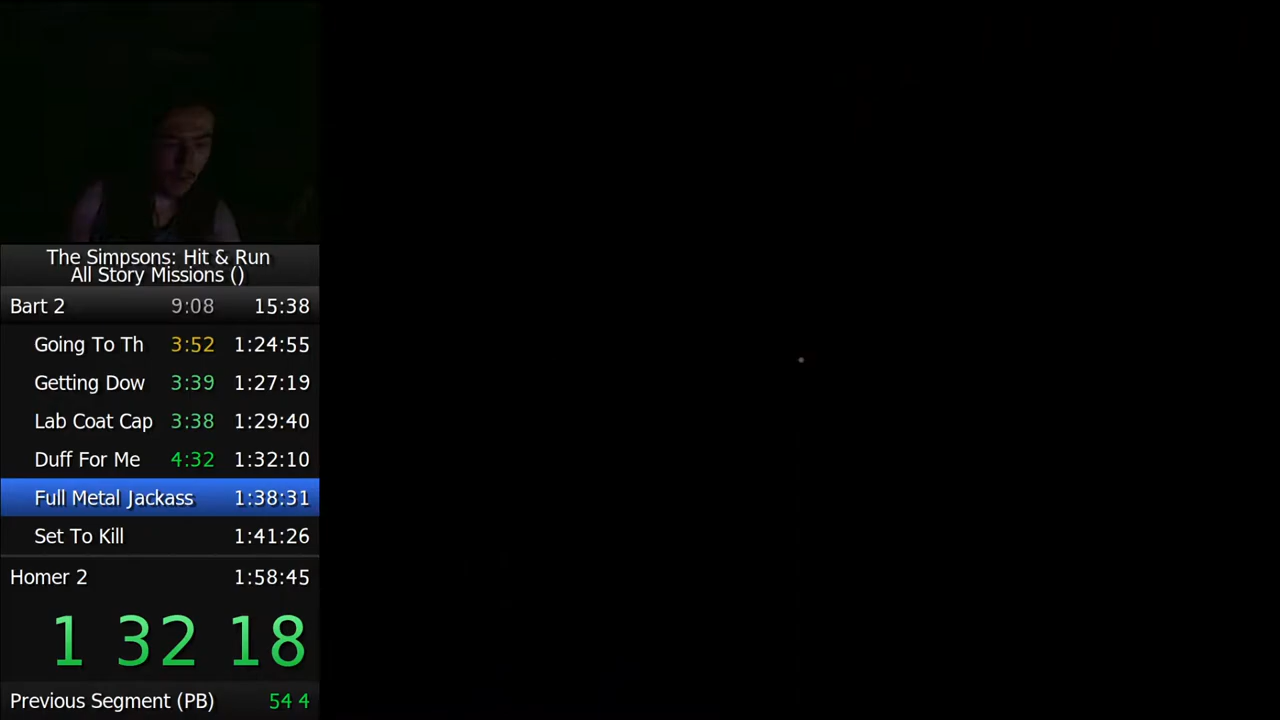 The Simpsons: Hit & Run
All Story Missions ()
Bart 2 9:08 15:38
Going To Th 3:52 1:24:55
Getting Dow 3:39 1:27:19
Lab Coat Cap 3:38 1:29:40
Duff For Me 4:32 1:32:10
Full Metal Jackass 1:38:31
Set To Kill 1:41:26
Homer 2 1:58:45
1 32 18
Previous Segment (PB) 54 4